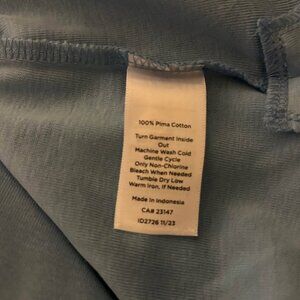 100% Pima Cotton
Turn Garment Inside
Out
Machine Wash Cold
Gentle Cycle
Only Non-Chlorine
Bleach When Needed
Tumble Dry Low
Warm Iron, If Needed
Made in Indonesia
CA# 23147
ID2726 11/23